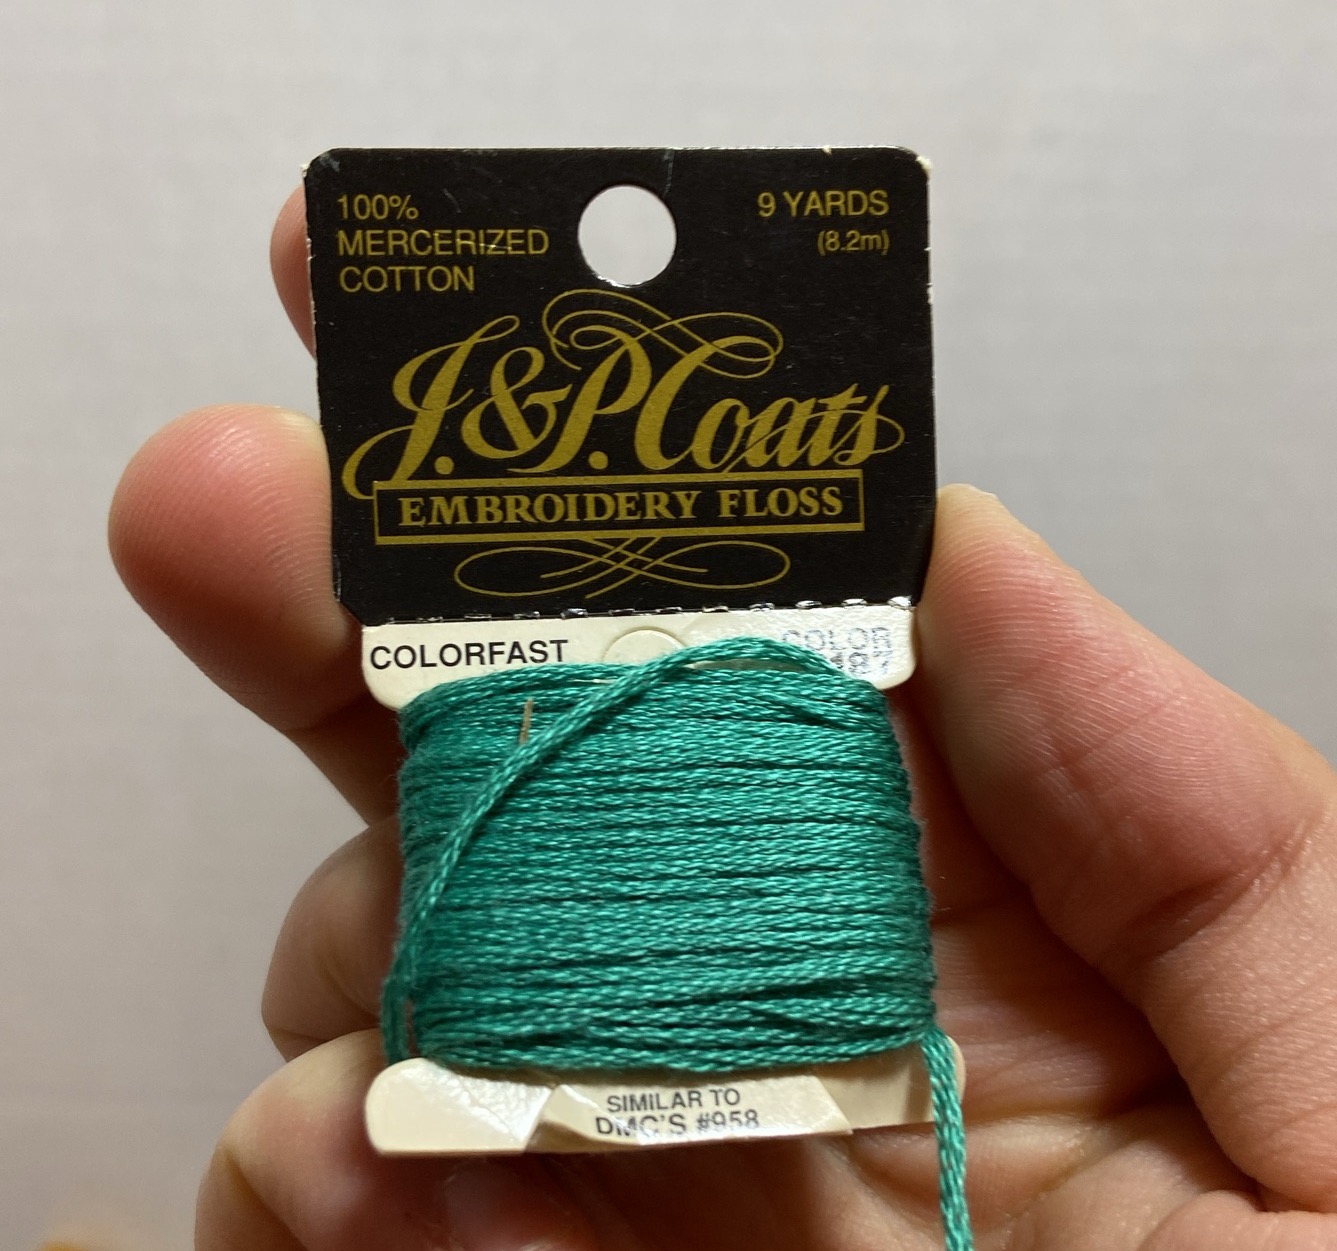 100%
MERCERIZED
COTTON
9 YARDS
(8.2m)
J.&P. Coats
EMBROIDERY FLOSS
COLORFAST
COLOR
SIMILAR TO
DMC'S #958